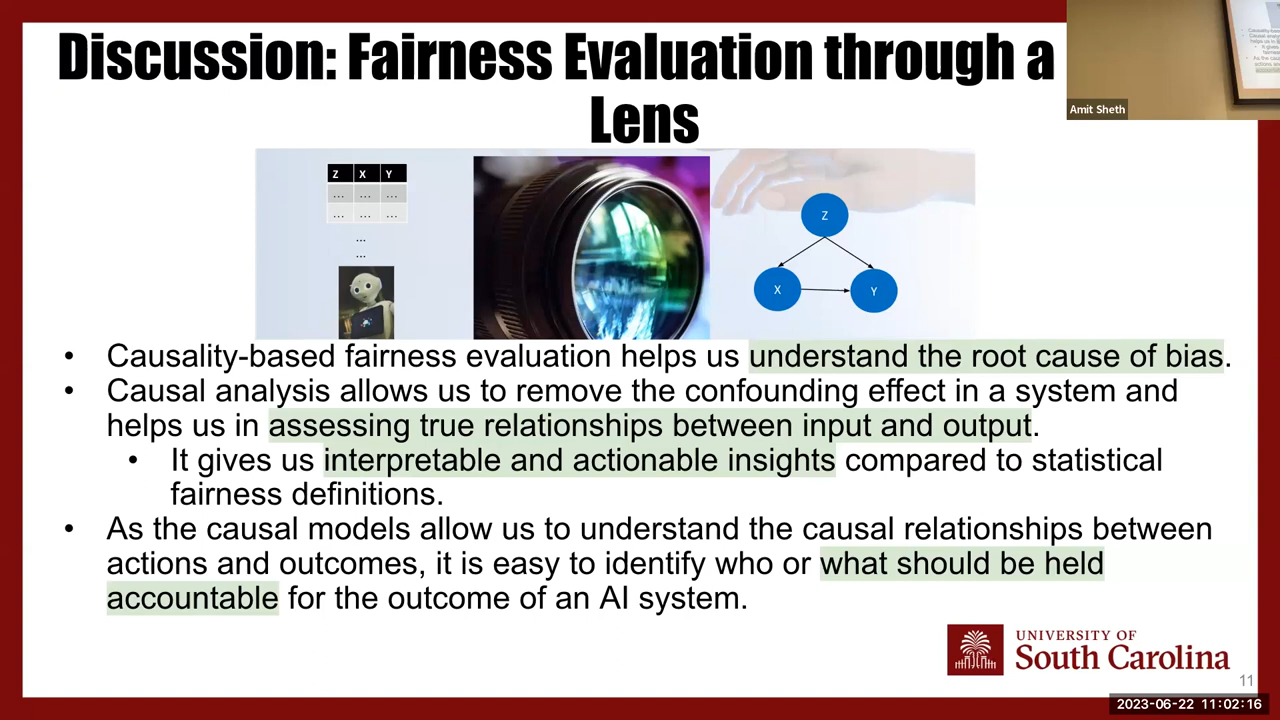 Discussion: Fairness Evaluation through a
Lens
Amit Sheth
Z X Y
... ... ...
... ... ...
...
...
Z
X
Y
• Causality-based fairness evaluation helps us understand the root cause of bias.
• Causal analysis allows us to remove the confounding effect in a system and
helps us in assessing true relationships between input and output.
• It gives us interpretable and actionable insights compared to statistical
fairness definitions.
• As the causal models allow us to understand the causal relationships between
actions and outcomes, it is easy to identify who or what should be held
accountable for the outcome of an AI system.
UNIVERSITY OF
South Carolina
11
2023-06-22 11:02:16